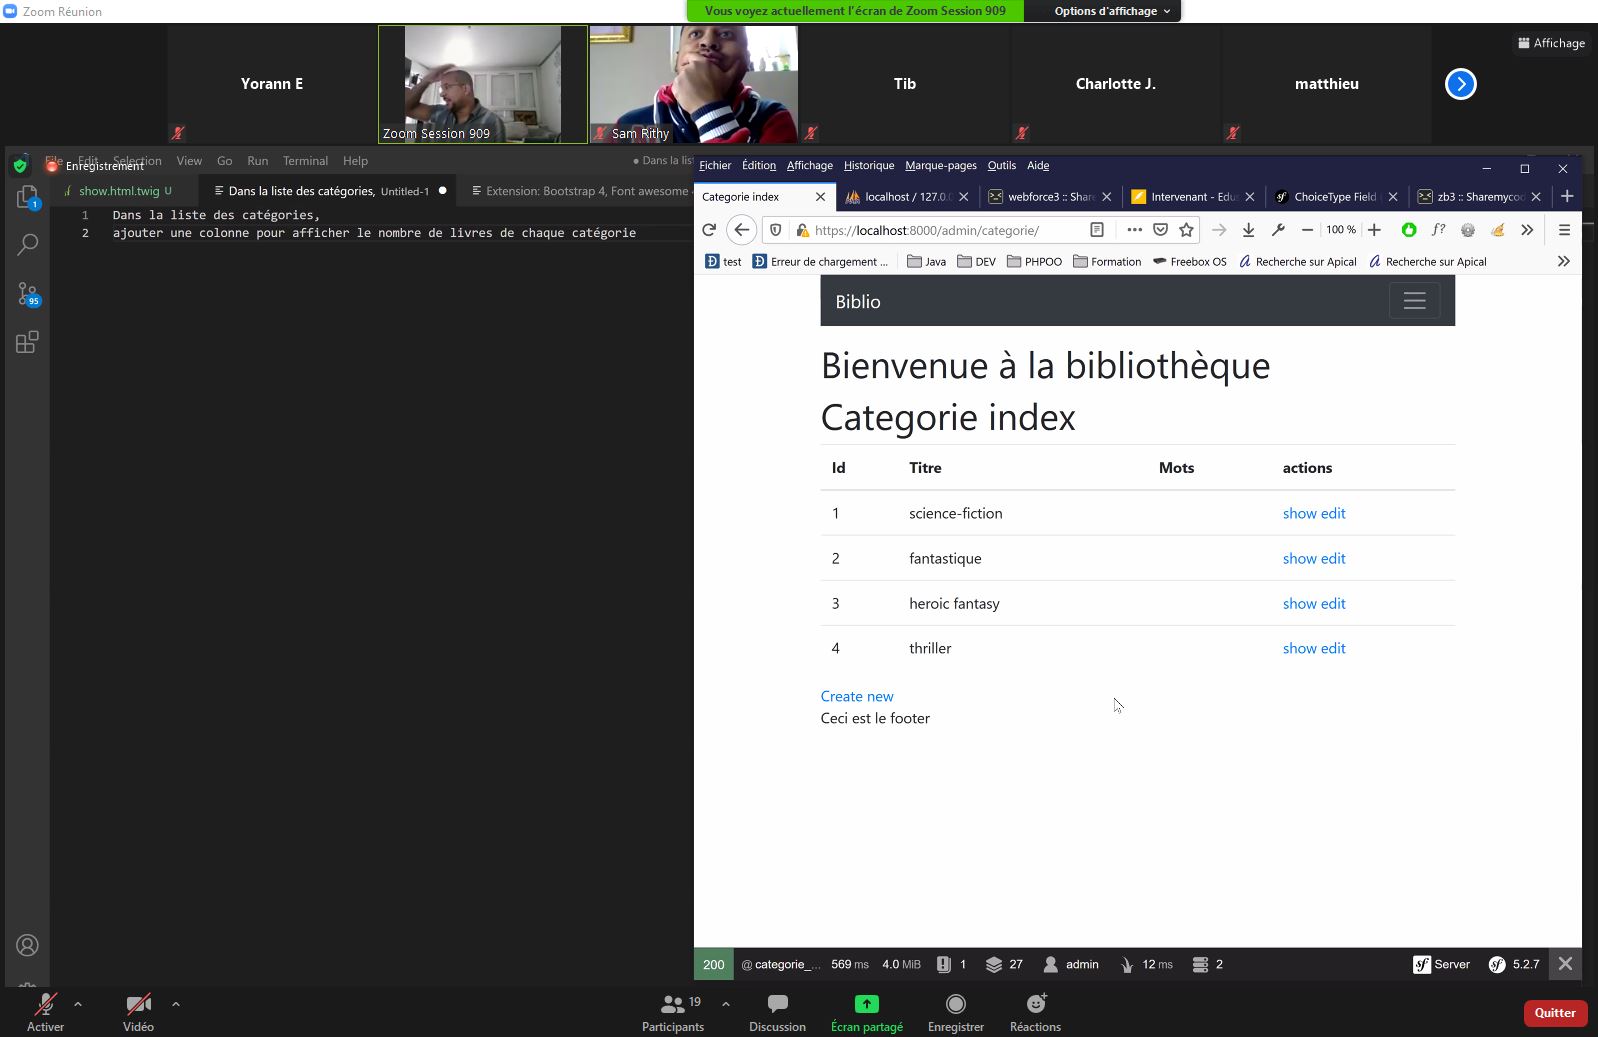 Zoom Réunion
Vous voyez actuellement l'écran de Zoom Session 909
Options d'affichage
Affichage
Yorann E
Zoom Session 909
Sam Rithy
Tib
Charlotte J.
matthieu
File Edit Selection View Go Run Terminal Help
Enregistrement
● Dans la list
show.html.twig U
Dans la liste des catégories, Untitled-1
Extension: Bootstrap 4, Font awesome
1 Dans la liste des catégories,
2 ajouter une colonne pour afficher le nombre de livres de chaque catégorie
1
95
Fichier Édition Affichage Historique Marque-pages Outils Aide
Categorie index
localhost / 127.0.0
webforce3 :: Share
Intervenant - Edus
ChoiceType Field
zb3 :: Sharemycod
https://localhost:8000/admin/categorie/
100 %
f?
test
Erreur de chargement ...
Java
DEV
PHPOO
Formation
Freebox OS
Recherche sur Apical
Recherche sur Apical
Biblio
Bienvenue à la bibliothèque
Categorie index
Id Titre Mots actions
1 science-fiction show edit
2 fantastique show edit
3 heroic fantasy show edit
4 thriller show edit
Create new
Ceci est le footer
200 @ categorie_... 569 ms 4.0 MiB 1 27 admin 12 ms 2 Server 5.2.7
Activer
Vidéo
Participants 19
Discussion
Écran partagé
Enregistrer
Réactions
Quitter